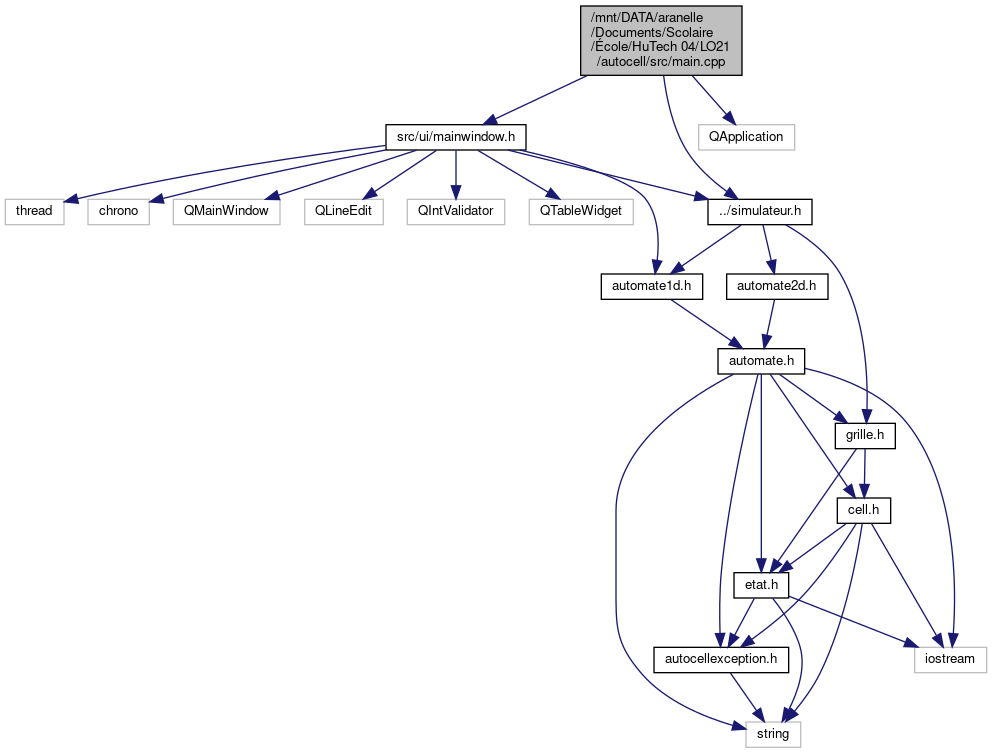 /mnt/DATA/aranelle
/Documents/Scolaire
/École/HuTech 04/LO21
/autocell/src/main.cpp
src/ui/mainwindow.h
QApplication
thread
chrono
QMainWindow
QLineEdit
QIntValidator
QTableWidget
../simulateur.h
automate1d.h
automate2d.h
automate.h
grille.h
cell.h
etat.h
autocellexception.h
iostream
string